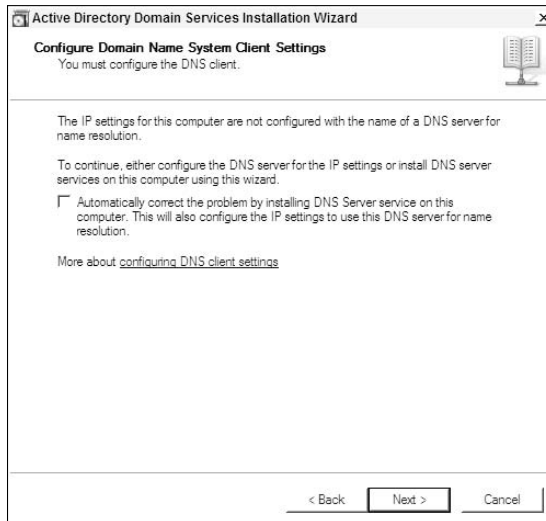 Active Directory Domain Services Installation Wizard
Configure Domain Name System Client Settings
You must configure the DNS client.
The IP settings for this computer are not configured with the name of a DNS server for
name resolution.
To continue, either configure the DNS server for the IP settings or install DNS server
services on this computer using this wizard.
Automatically correct the problem by installing DNS Server service on this
computer. This will also configure the IP settings to use this DNS server for name
resolution.
More about configuring DNS client settings
< Back Next > Cancel